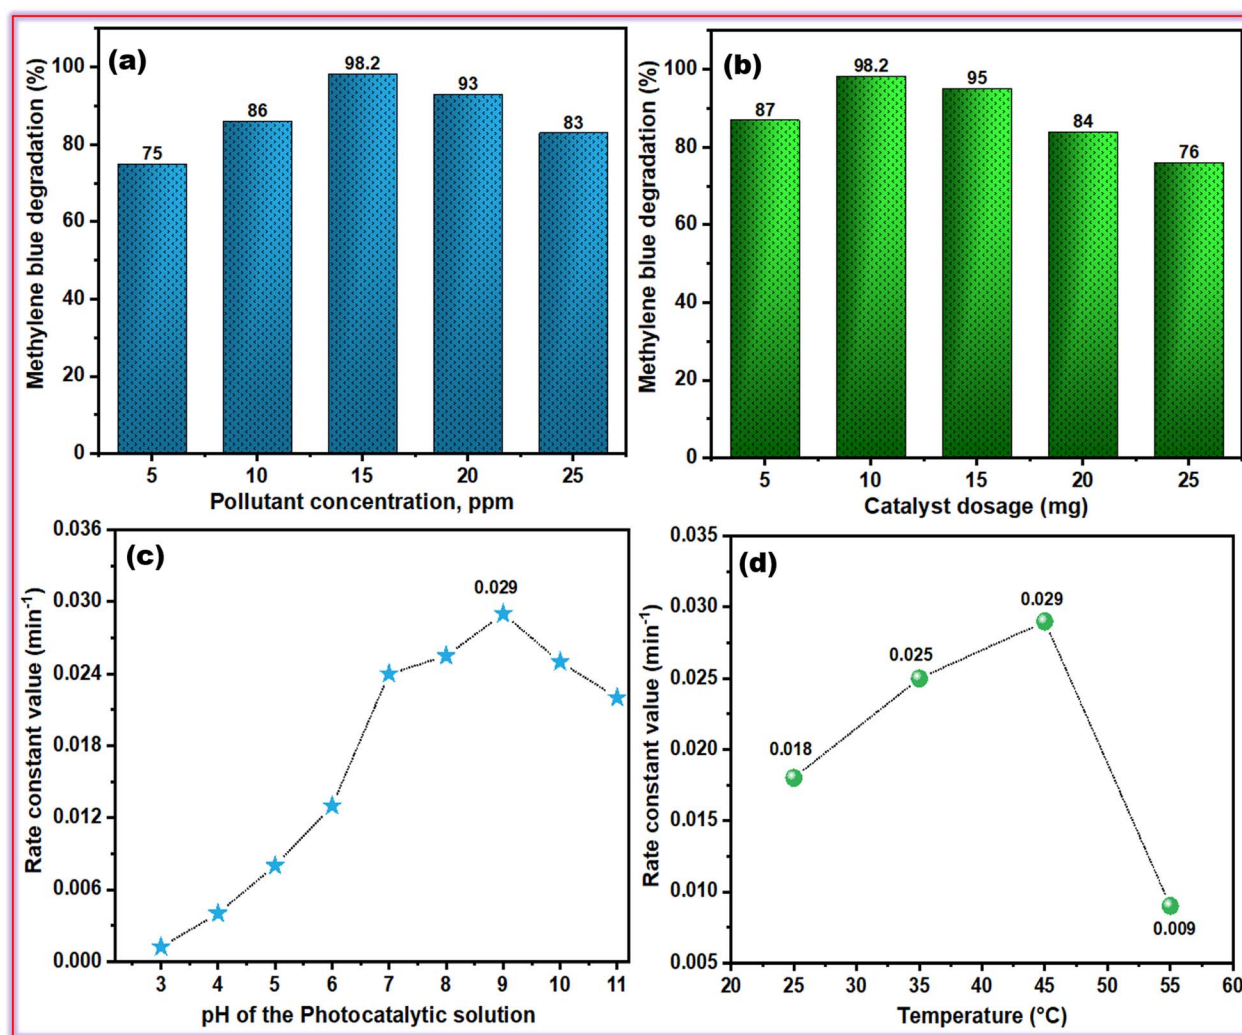 (a)
Methylene blue degradation (%)
100
80
60
40
20
0
75
86
98.2
93
83
5 10 15 20 25
Pollutant concentration, ppm
(b)
Methylene blue degradation (%)
100
80
60
40
20
0
87
98.2
95
84
76
5 10 15 20 25
Catalyst dosage (mg)
(c)
Rate constant value (min⁻¹)
0.036
0.030
0.024
0.018
0.012
0.006
0.000
0.029
3 4 5 6 7 8 9 10 11
pH of the Photocatalytic solution
(d)
Rate constant value (min⁻¹)
0.035
0.030
0.025
0.020
0.015
0.010
0.005
0.018
0.025
0.029
0.009
20 25 30 35 40 45 50 55 60
Temperature (°C)